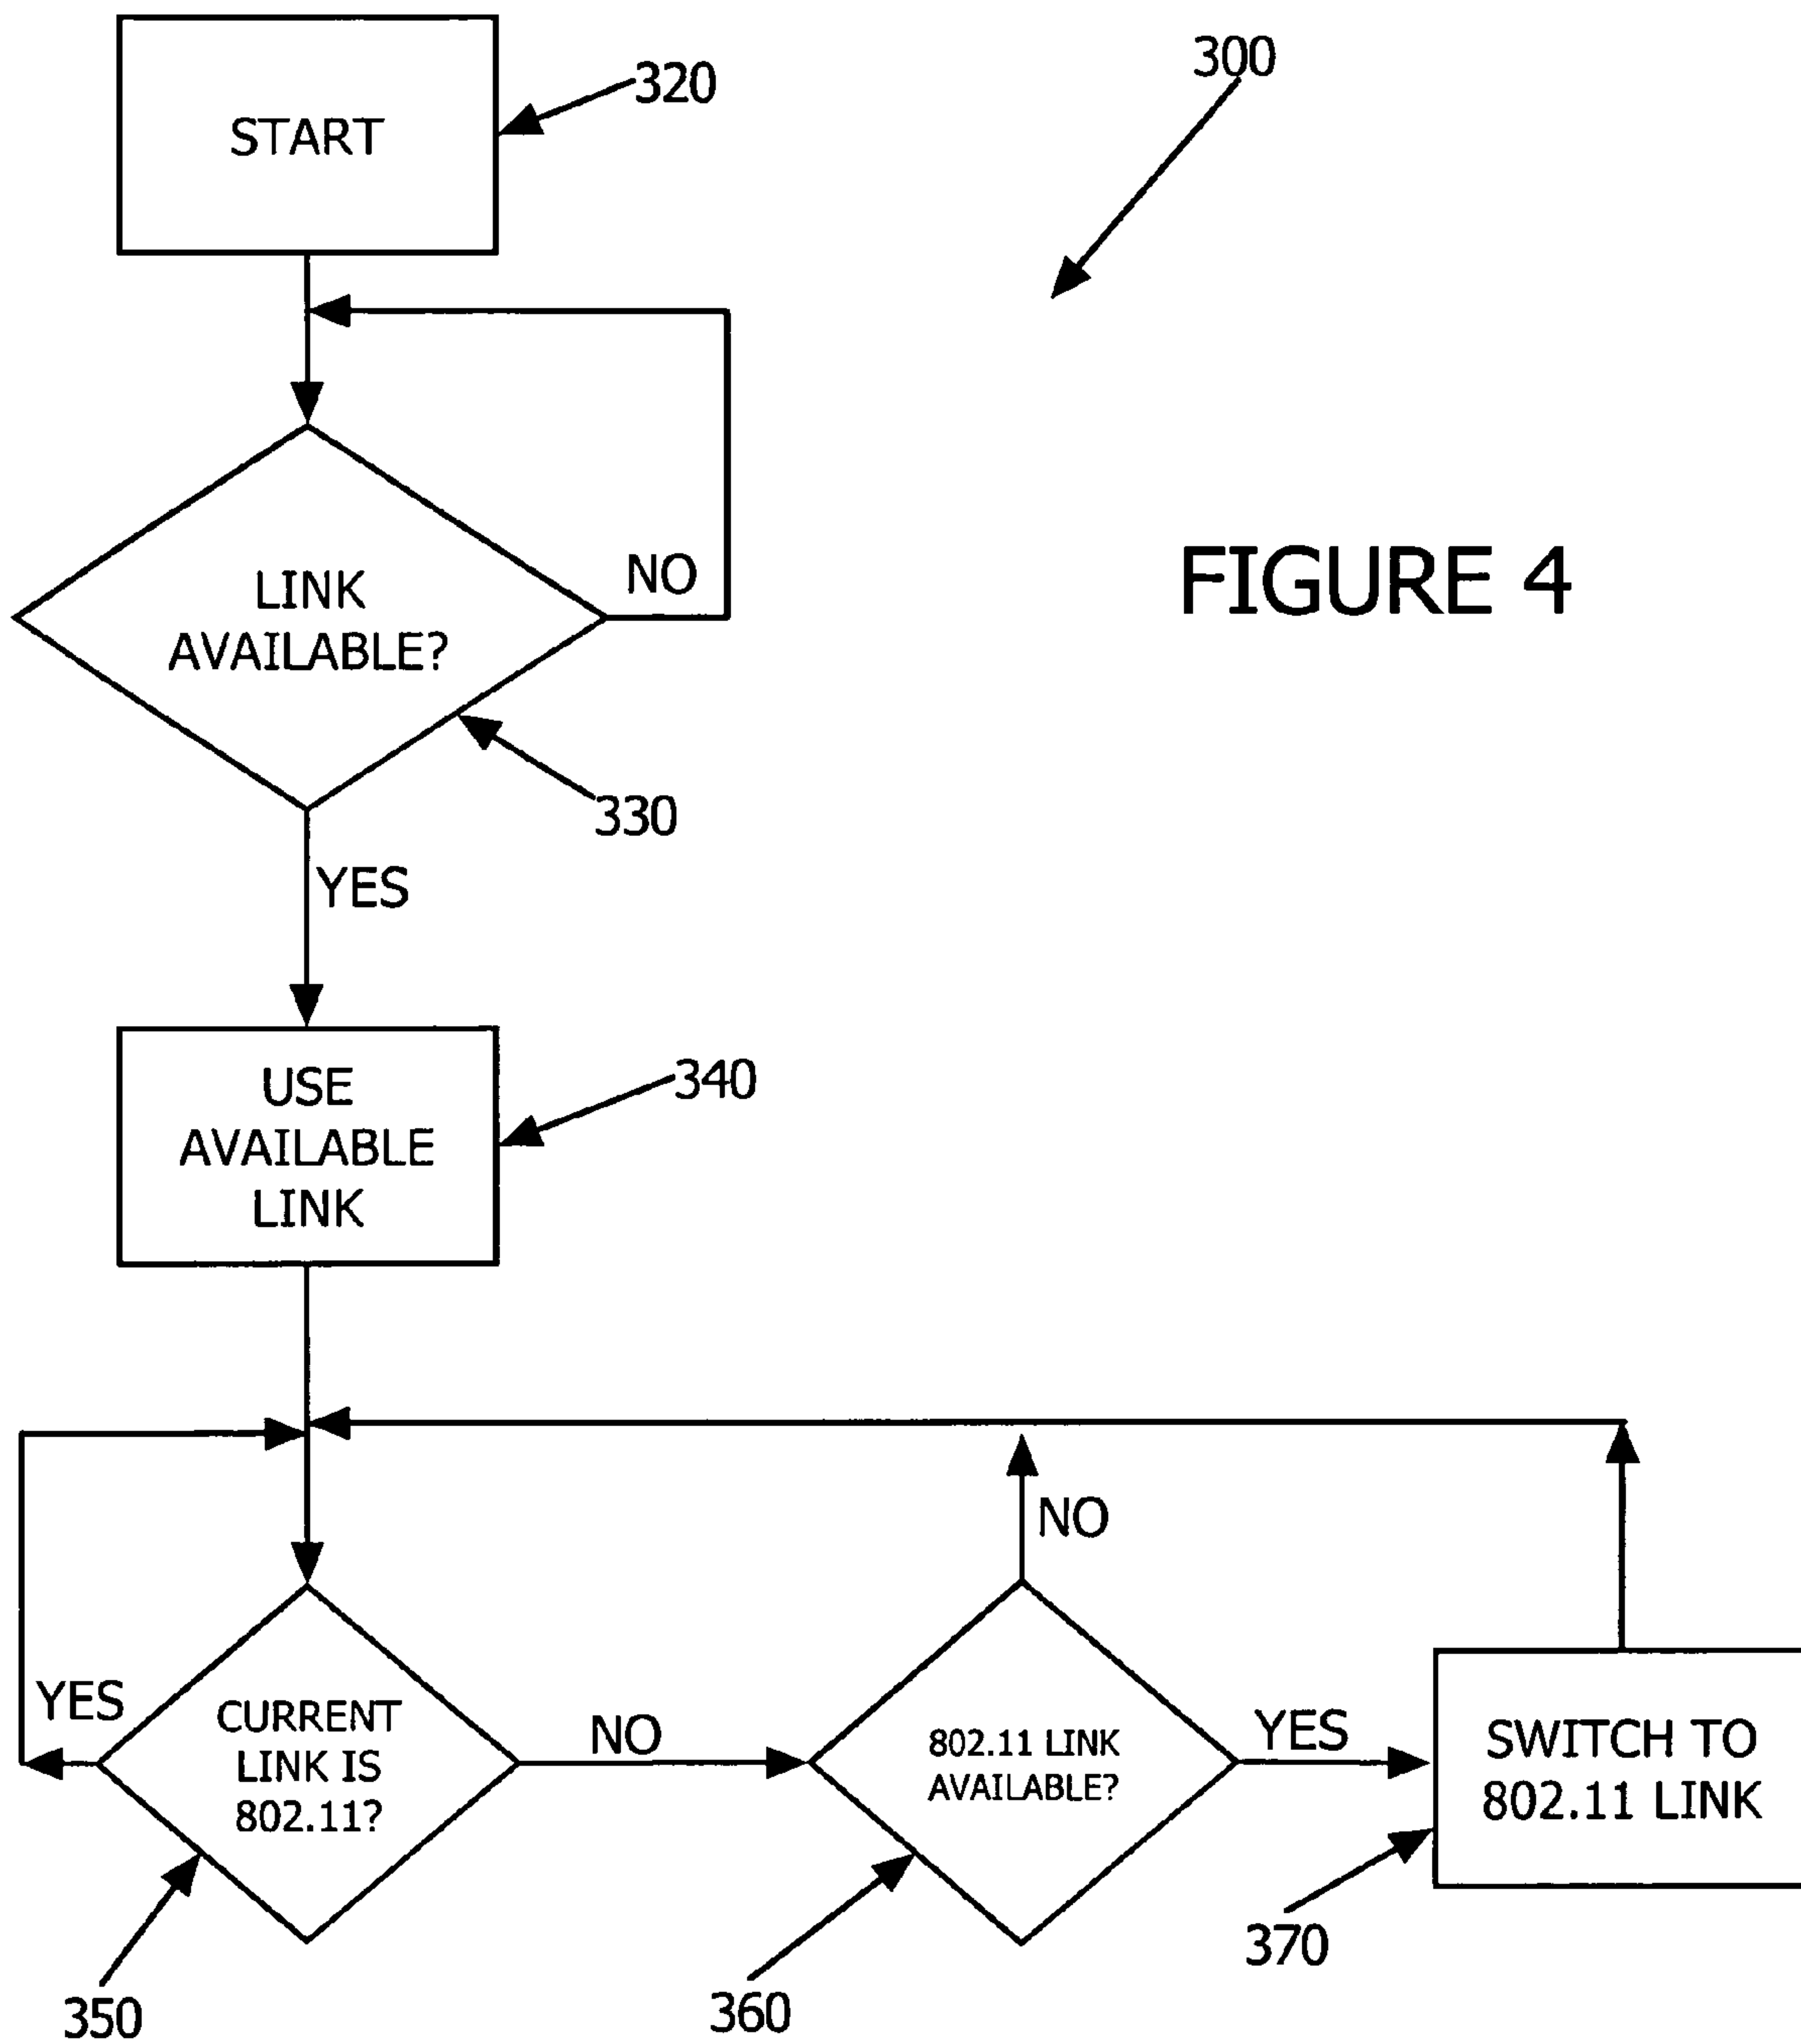 300
320
START
FIGURE 4
NO
LINK
AVAILABLE?
330
YES
340
USE
AVAILABLE
LINK
NO
YES
CURRENT
LINK IS
802.11?
NO
802.11 LINK
AVAILABLE?
YES
SWITCH TO
802.11 LINK
350
360
370